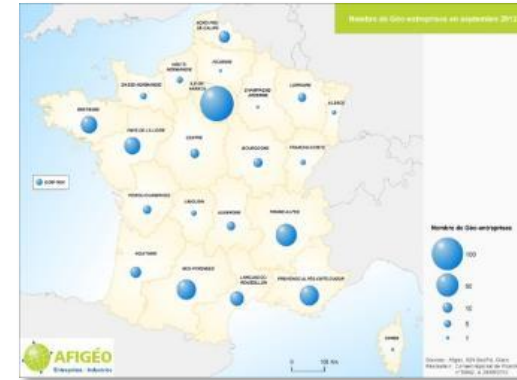 Nombre de Géo-entreprises en septembre 2012
NORD-PAS-
DE-CALAIS
PICARDIE
HAUTE-
NORMANDIE
BASSE-NORMANDIE
ILE-DE-
FRANCE
CHAMPAGNE
ARDENNE
LORRAINE
ALSACE
BRETAGNE
PAYS DE LA LOIRE
CENTRE
BOURGOGNE
FRANCHE-COMTE
POITOU-CHARENTES
LIMOUSIN
AUVERGNE
RHONE-ALPES
AQUITAINE
MIDI-PYRENEES
LANGUEDOC
ROUSSILLON
PROVENCE-ALPES-COTE D'AZUR
CORSE
Nombre de Géo-entreprises
100
50
10
5
1
AFIGÉO
Entreprises - Industries
0 100 Km